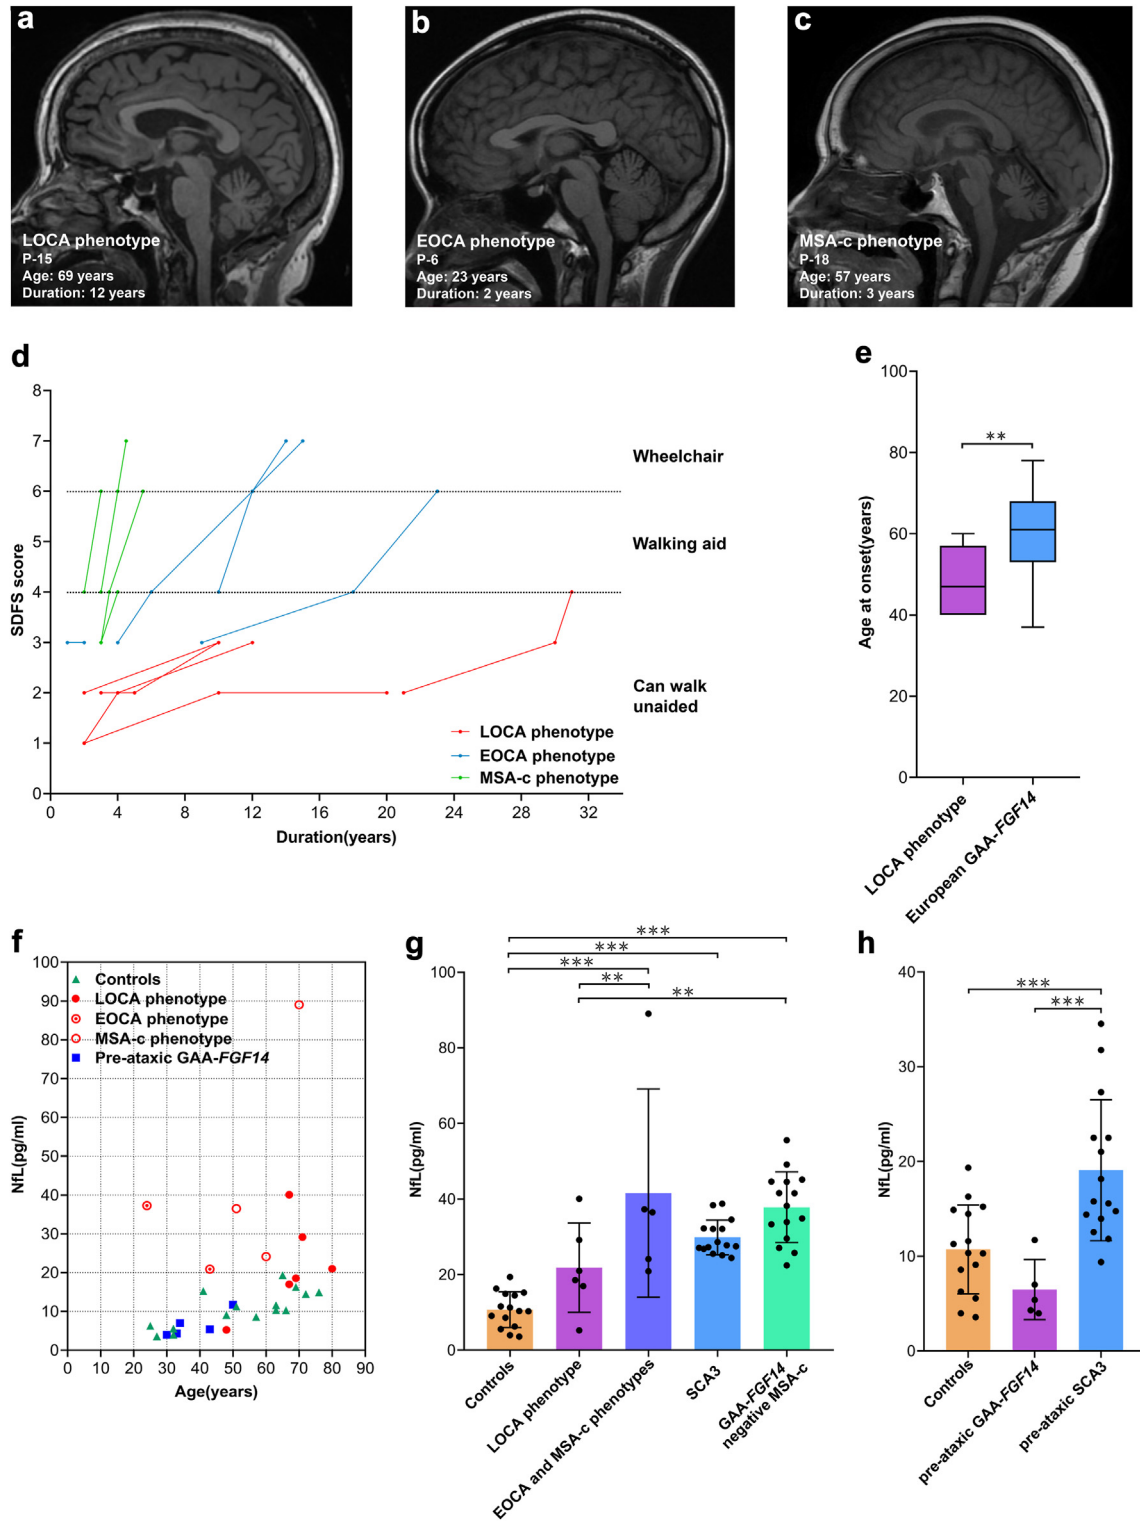 a
LOCA phenotype
P-15
Age: 69 years
Duration: 12 years
b
EOCA phenotype
P-6
Age: 23 years
Duration: 2 years
c
MSA-c phenotype
P-18
Age: 57 years
Duration: 3 years
d
SDFS score
8
7
6
5
4
3
2
1
0
0 4 8 12 16 20 24 28 32
Duration(years)
Wheelchair
Walking aid
Can walk
unaided
LOCA phenotype
EOCA phenotype
MSA-c phenotype
e
Age at onset(years)
100
80
60
40
20
0
**
LOCA phenotype
European GAA-FGF14
f
NfL(pg/ml)
100
90
80
70
60
50
40
30
20
10
0
0 10 20 30 40 50 60 70 80 90
Age(years)
Controls
LOCA phenotype
EOCA phenotype
MSA-c phenotype
Pre-ataxic GAA-FGF14
g
NfL(pg/ml)
100
80
60
40
20
0
***
***
***
**
**
Controls
LOCA phenotype
EOCA and MSA-c phenotypes
SCA3
GAA-FGF14
negative MSA-c
h
NfL(pg/ml)
40
30
20
10
0
***
***
Controls
pre-ataxic GAA-FGF14
pre-ataxic SCA3